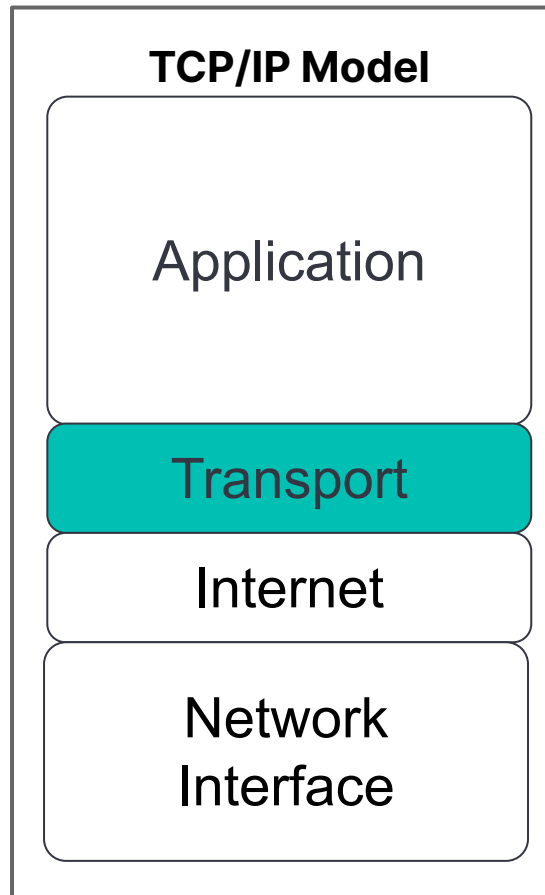 TCP/IP Model
Application
Transport
Internet
Network
Interface